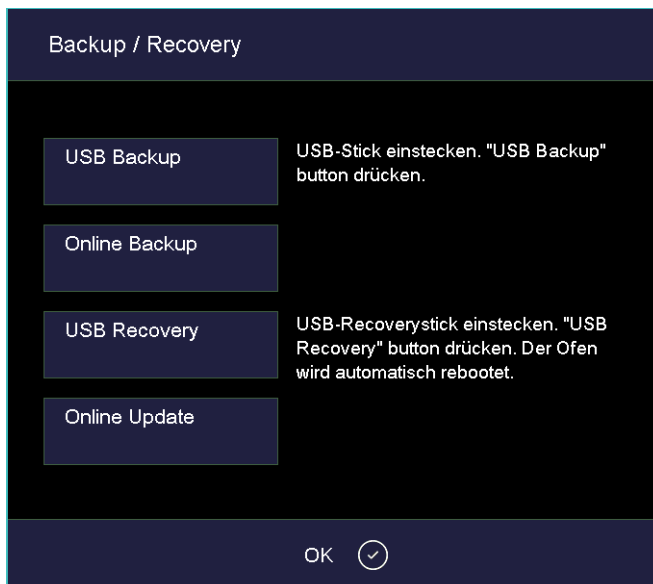 Backup / Recovery
USB Backup
USB-Stick einstecken. "USB Backup"
button drücken.
Online Backup
USB Recovery
USB-Recoverystick einstecken. "USB
Recovery" button drücken. Der Ofen
wird automatisch rebootet.
Online Update
OK